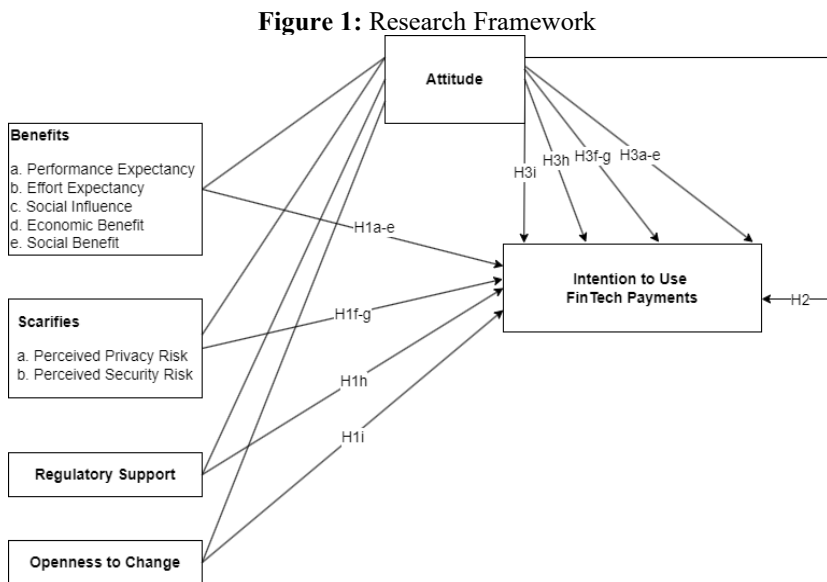 Figure 1: Research Framework
Attitude
Benefits
a. Performance Expectancy
b. Effort Expectancy
c. Social Influence
d. Economic Benefit
e. Social Benefit
H3i
H3h
H3f-g
H3a-e
H1a-e
Intention to Use
FinTech Payments
H2
Scarifies
a. Perceived Privacy Risk
b. Perceived Security Risk
H1f-g
H1h
H1i
Regulatory Support
Openness to Change